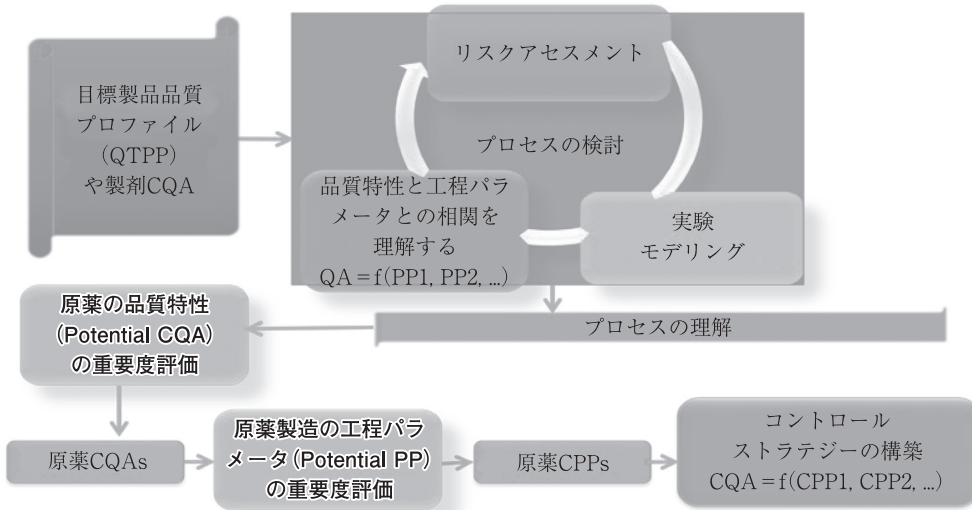 目標製品品質
プロファイル
(QTPP)
や製剤CQA
リスクアセスメント
プロセスの検討
品質特性と工程パラ
メータとの相関を
理解する
QA＝f(PP1, PP2, ...)
実験
モデリング
プロセスの理解
原薬の品質特性
(Potential CQA)
の重要度評価
原薬CQAs
原薬製造の工程パラ
メータ(Potential PP)
の重要度評価
原薬CPPs
コントロール
ストラテジーの構築
CQA＝f(CPP1, CPP2, ...)